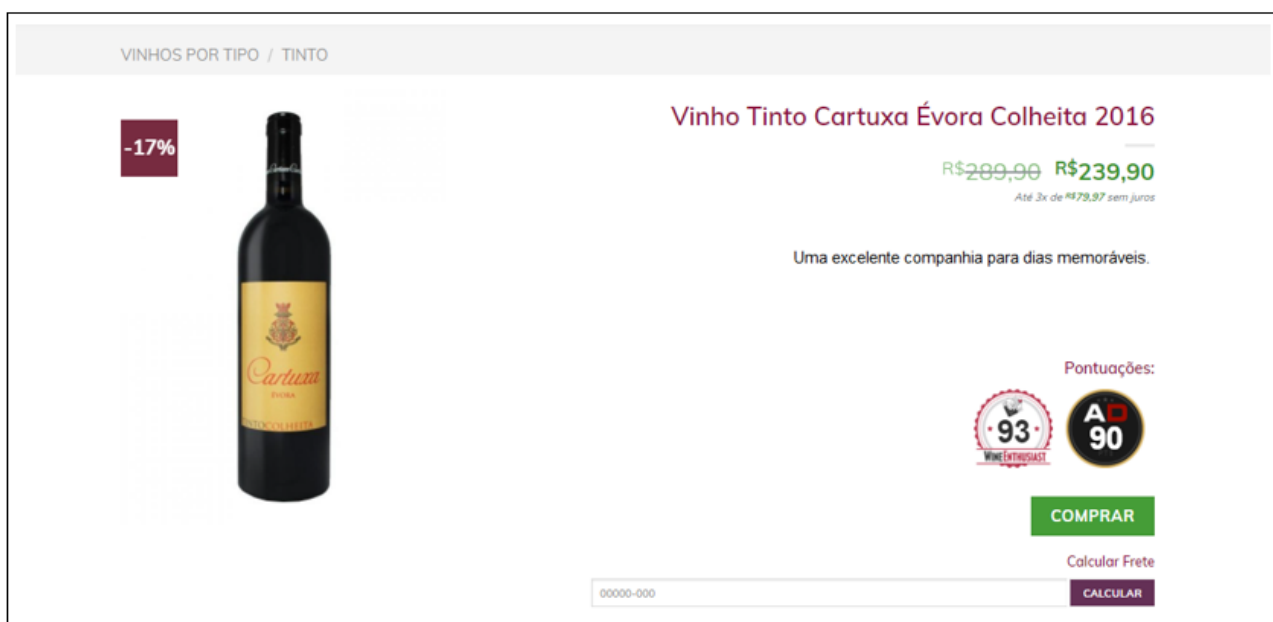 VINHOS POR TIPO / TINTO
-17%
Vinho Tinto Cartuxa Évora Colheita 2016
R$289,90 R$239,90
Até 3x de R$79,97 sem juros
Uma excelente companhia para dias memoráveis.
Cartuxa
ÉVORA
TINTO COLHEITA
Pontuações:
93
WINE ENTHUSIAST
AD
90
COMPRAR
Calcular Frete
00000-000
CALCULAR